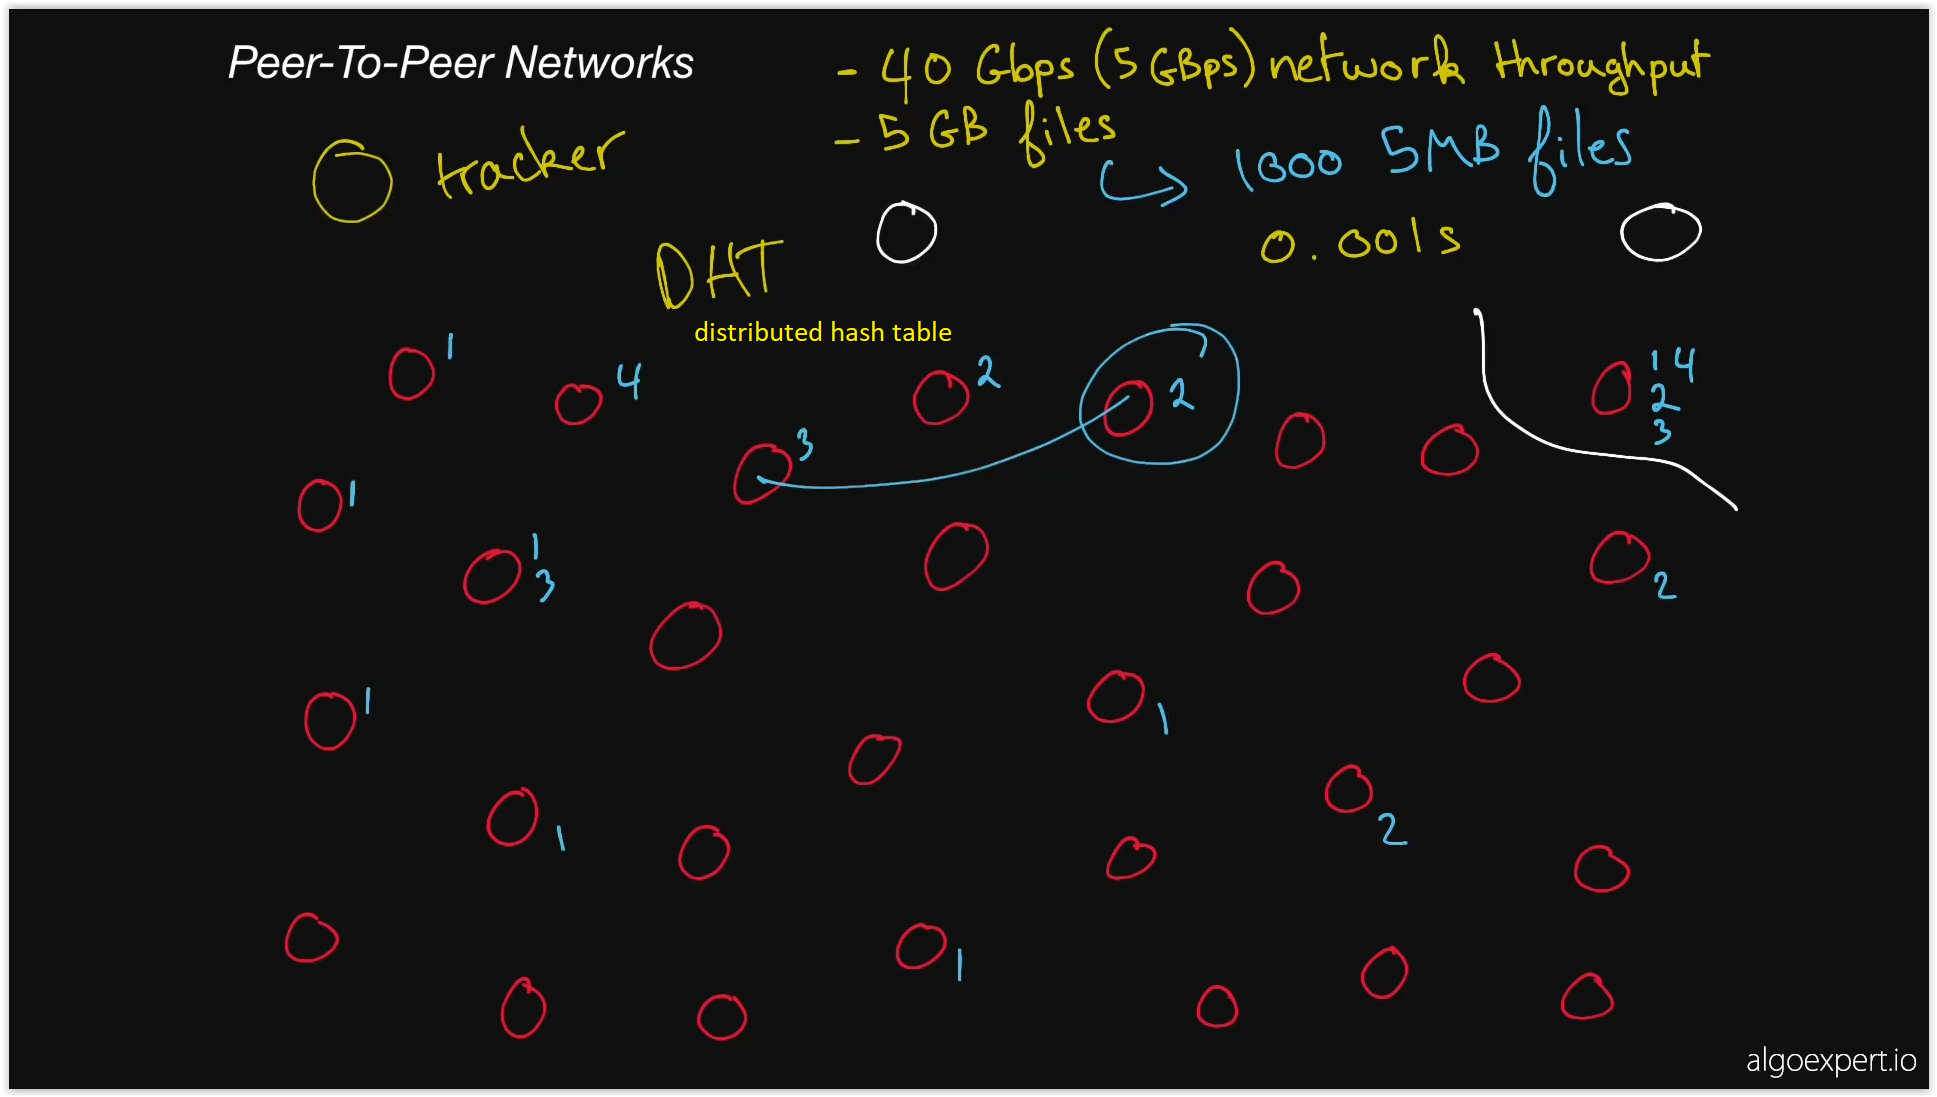 Peer-To-Peer Networks
- 40 Gbps (5 GBps) network throughput
- 5 GB files
1000 5MB files
tracker
0.001s
DHT
distributed hash table
1
4
2
2
1 4
2
3
3
1
1
3
2
1
1
2
1
1
algoexpert.io